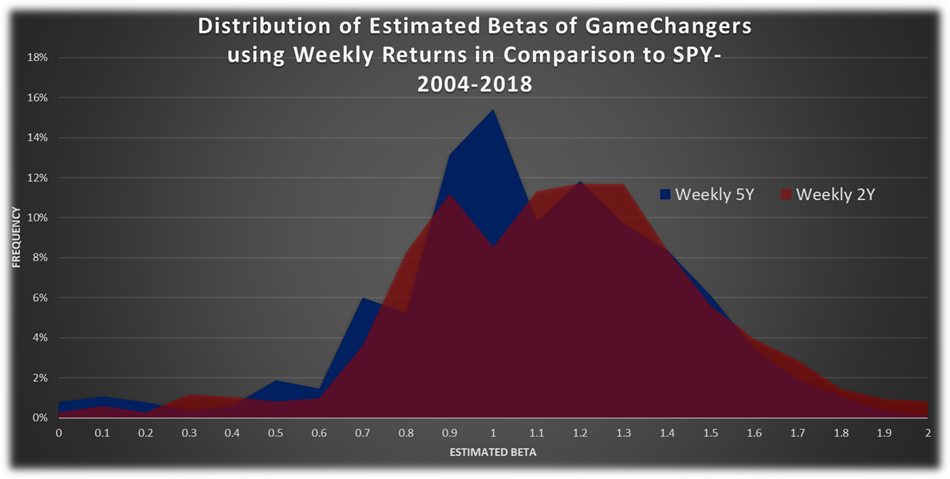 Distribution of Estimated Betas of GameChangers
using Weekly Returns in Comparison to SPY-
2004-2018
18%
16%
14%
12%
10%
8%
6%
4%
2%
0%
FREQUENCY
Weekly 5Y Weekly 2Y
0 0.1 0.2 0.3 0.4 0.5 0.6 0.7 0.8 0.9 1 1.1 1.2 1.3 1.4 1.5 1.6 1.7 1.8 1.9 2
ESTIMATED BETA